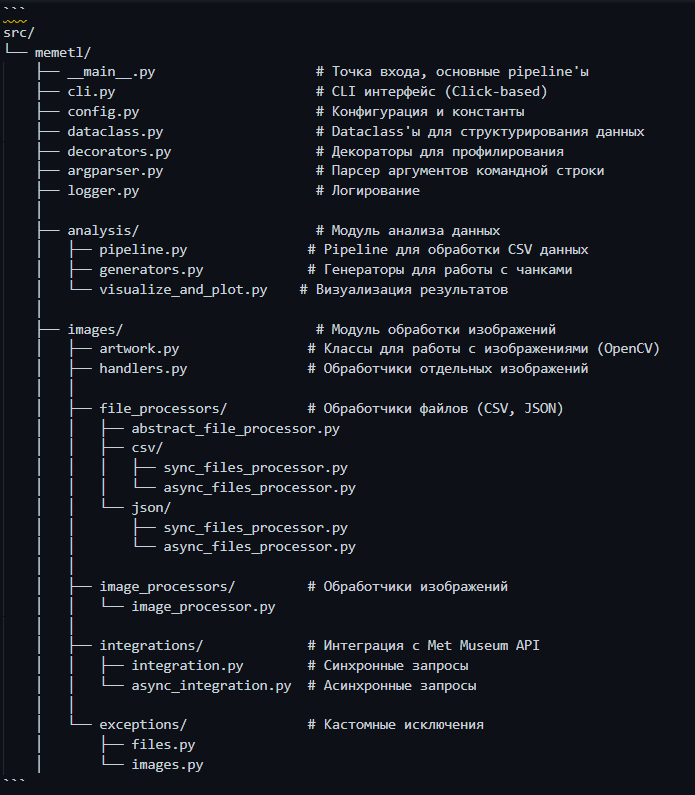 ```
src/
└── memetl/
    ├── __main__.py                    # Точка входа, основные pipeline'ы
    ├── cli.py                         # CLI интерфейс (Click-based)
    ├── config.py                      # Конфигурация и константы
    ├── dataclass.py                   # Dataclass'ы для структурирования данных
    ├── decorators.py                  # Декораторы для профилирования
    ├── argparser.py                   # Парсер аргументов командной строки
    ├── logger.py                      # Логирование
    │
    ├── analysis/                      # Модуль анализа данных
    │   ├── pipeline.py               # Pipeline для обработки CSV данных
    │   ├── generators.py             # Генераторы для работы с чанками
    │   └── visualize_and_plot.py    # Визуализация результатов
    │
    ├── images/                        # Модуль обработки изображений
    │   ├── artwork.py                # Классы для работы с изображениями (OpenCV)
    │   ├── handlers.py               # Обработчики отдельных изображений
    │   │
    │   ├── file_processors/          # Обработчики файлов (CSV, JSON)
    │   │   ├── abstract_file_processor.py
    │   │   ├── csv/
    │   │   │   ├── sync_files_processor.py
    │   │   │   └── async_files_processor.py
    │   │   └── json/
    │   │       ├── sync_files_processor.py
    │   │       └── async_files_processor.py
    │   │
    │   ├── image_processors/         # Обработчики изображений
    │   │   └── image_processor.py
    │   │
    │   ├── integrations/             # Интеграция с Met Museum API
    │   │   ├── integration.py        # Синхронные запросы
    │   │   └── async_integration.py  # Асинхронные запросы
    │   │
    │   └── exceptions/               # Кастомные исключения
    │       ├── files.py
    │       └── images.py
```